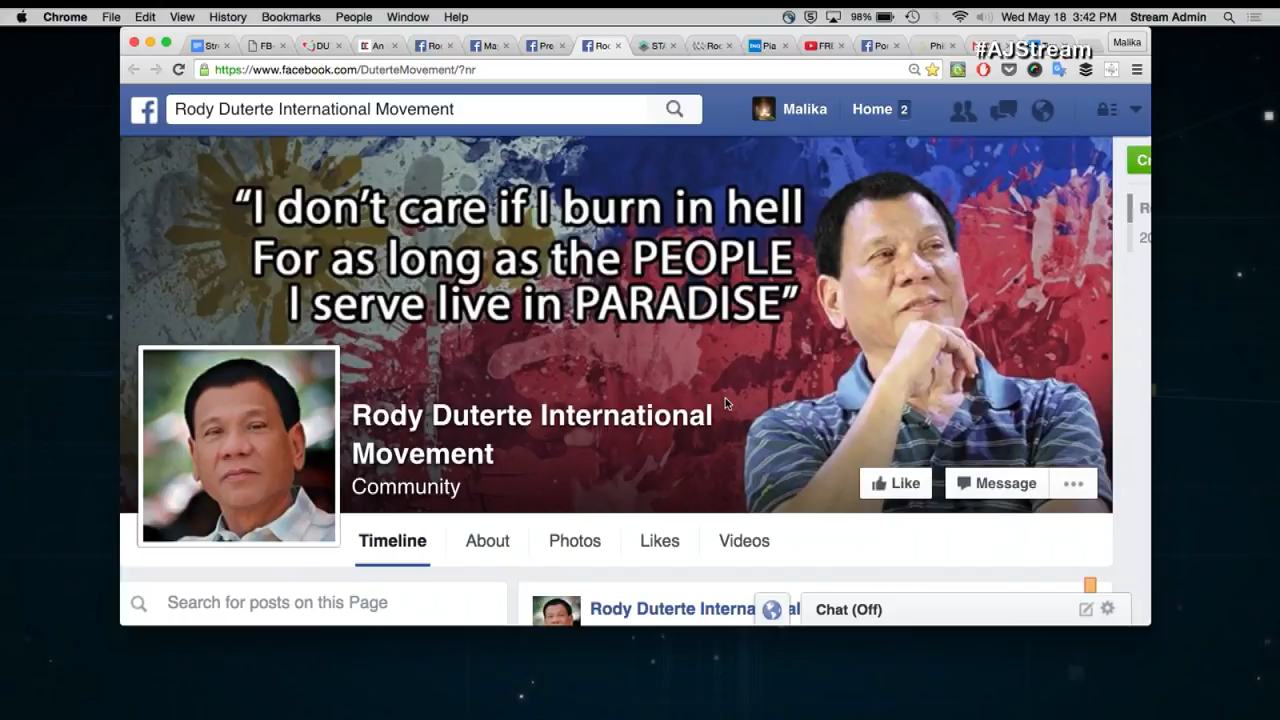 Chrome File Edit View History Bookmarks People Window Help 98% Wed May 18 3:42 PM Stream Admin
Malika
#AJStream
https://www.facebook.com/DuterteMovement/?nr
Rody Duterte International Movement Malika Home 2
“I don’t care if I burn in hell
For as long as the PEOPLE
I serve live in PARADISE”
Rody Duterte International
Movement
Community
Like Message
Timeline About Photos Likes Videos
Search for posts on this Page
Rody Duterte Interna
Chat (Off)